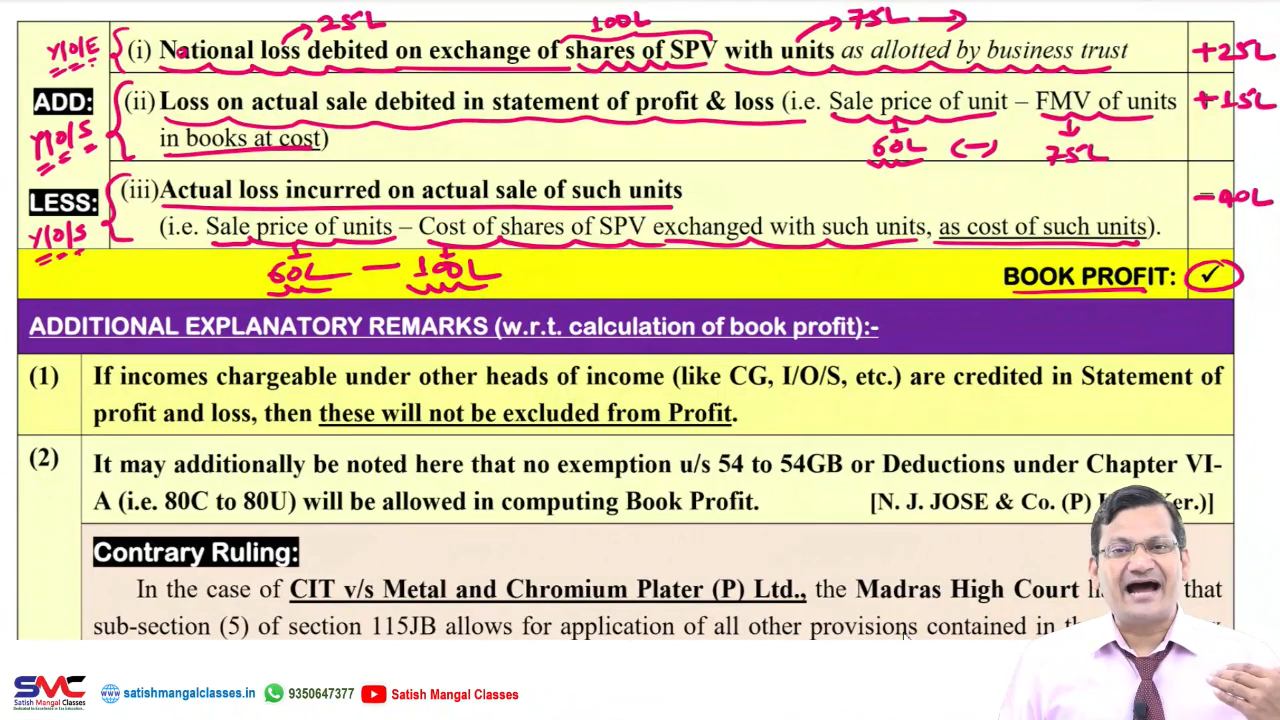 25L 100L 75L
Y/O/E (i) National loss debited on exchange of shares of SPV with units as allotted by business trust +25L
ADD: (ii) Loss on actual sale debited in statement of profit & loss (i.e. Sale price of unit – FMV of units +15L
Y/O/S in books at cost) 60L (–) 75L
LESS: (iii) Actual loss incurred on actual sale of such units –40L
Y/O/S (i.e. Sale price of units – Cost of shares of SPV exchanged with such units, as cost of such units).
60L – 100L BOOK PROFIT: ✓
ADDITIONAL EXPLANATORY REMARKS (w.r.t. calculation of book profit):-
(1) If incomes chargeable under other heads of income (like CG, I/O/S, etc.) are credited in Statement of
profit and loss, then these will not be excluded from Profit.
(2) It may additionally be noted here that no exemption u/s 54 to 54GB or Deductions under Chapter VI-
A (i.e. 80C to 80U) will be allowed in computing Book Profit. [N. J. JOSE & Co. (P) Ker.)]
Contrary Ruling:
In the case of CIT v/s Metal and Chromium Plater (P) Ltd., the Madras High Court that
sub-section (5) of section 115JB allows for application of all other provisions contained in
SMC
Satish Mangal Classes
satishmangalclasses.in 9350647377 Satish Mangal Classes